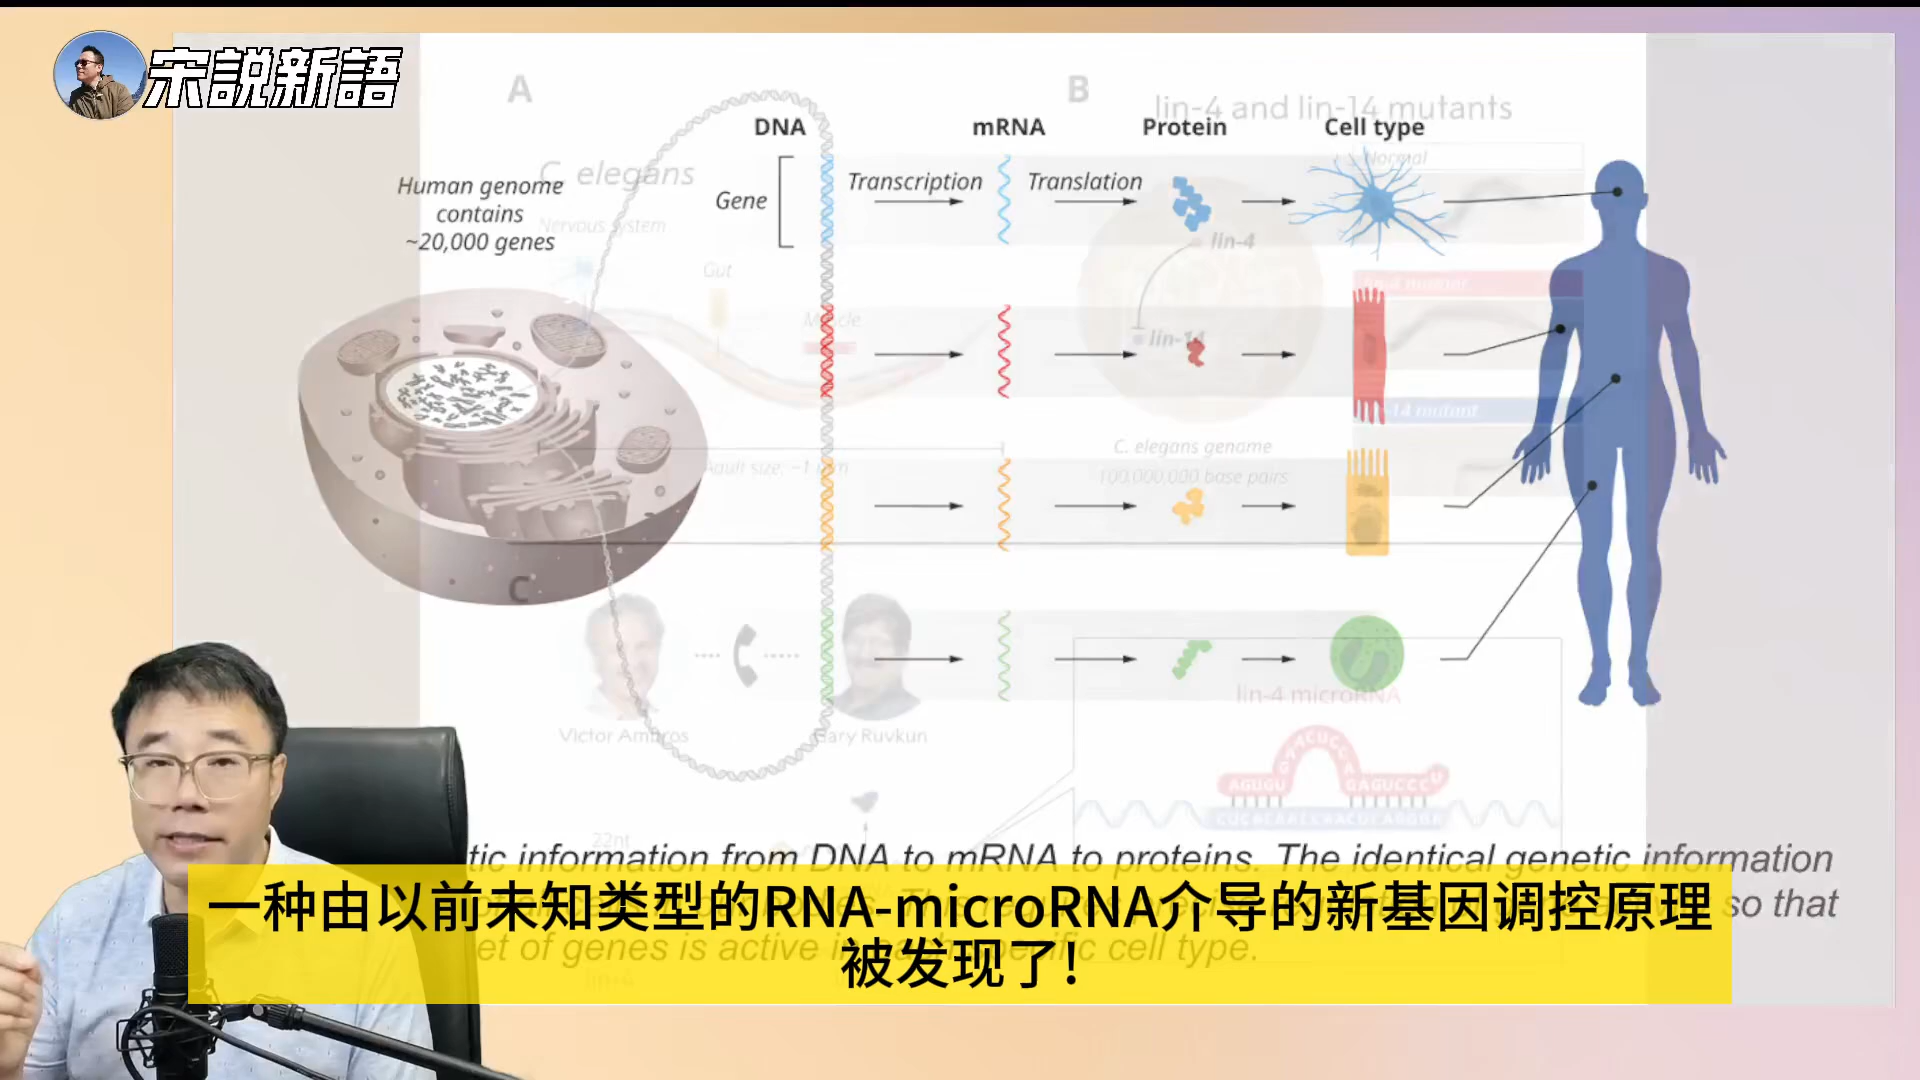 宋説新語
A
B
lin-4 and lin-14 mutants
DNA
mRNA
Protein
Cell type
Normal
C. elegans
Human genome
contains
~20,000 genes
Gene
Transcription
Translation
Nervous system
lin-4
Gut
Muscle
lin-14
-14 mutant
C. elegans genome
Adult size: ~1 mm
100,000,000 base pairs
C
lin-4 microRNA
Victor Ambros
Gary Ruvkun
AGUGU
GAGUCCCU
22nt
tic information from DNA to mRNA to proteins. The identical genetic information
so that
et of genes is active in each specific cell type.
一种由以前未知类型的RNA-microRNA介导的新基因调控原理
被发现了!
lin-4